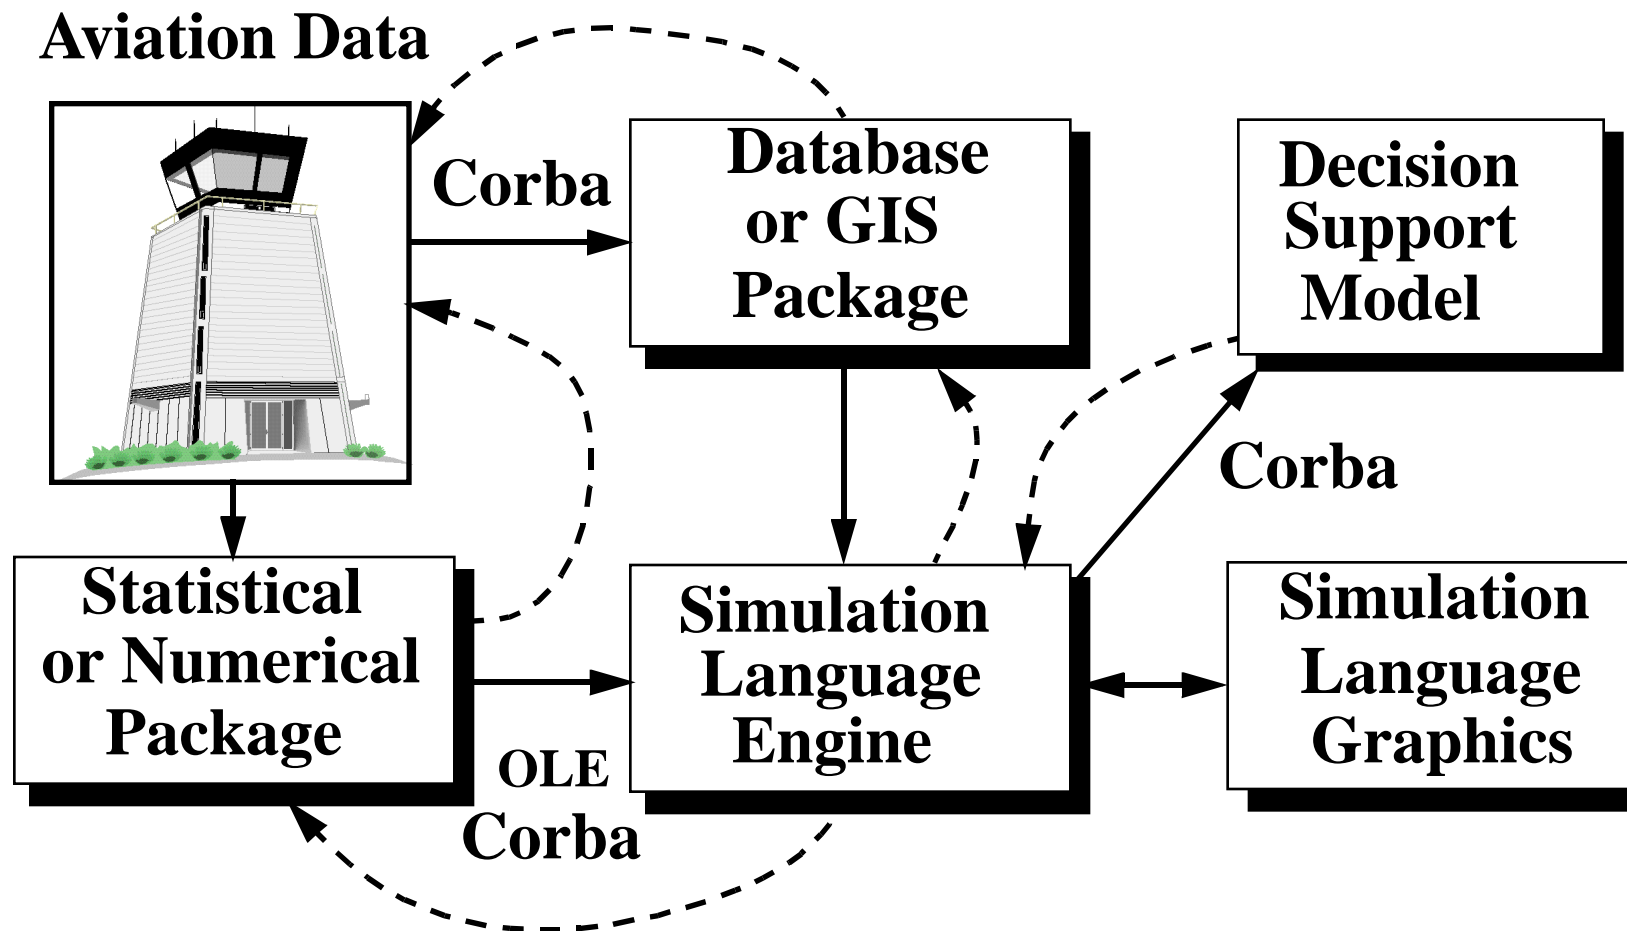 Aviation Data
Corba
Database
or GIS
Package
Decision
Support
Model
Corba
Statistical
or Numerical
Package
OLE
Corba
Simulation
Language
Engine
Simulation
Language
Graphics